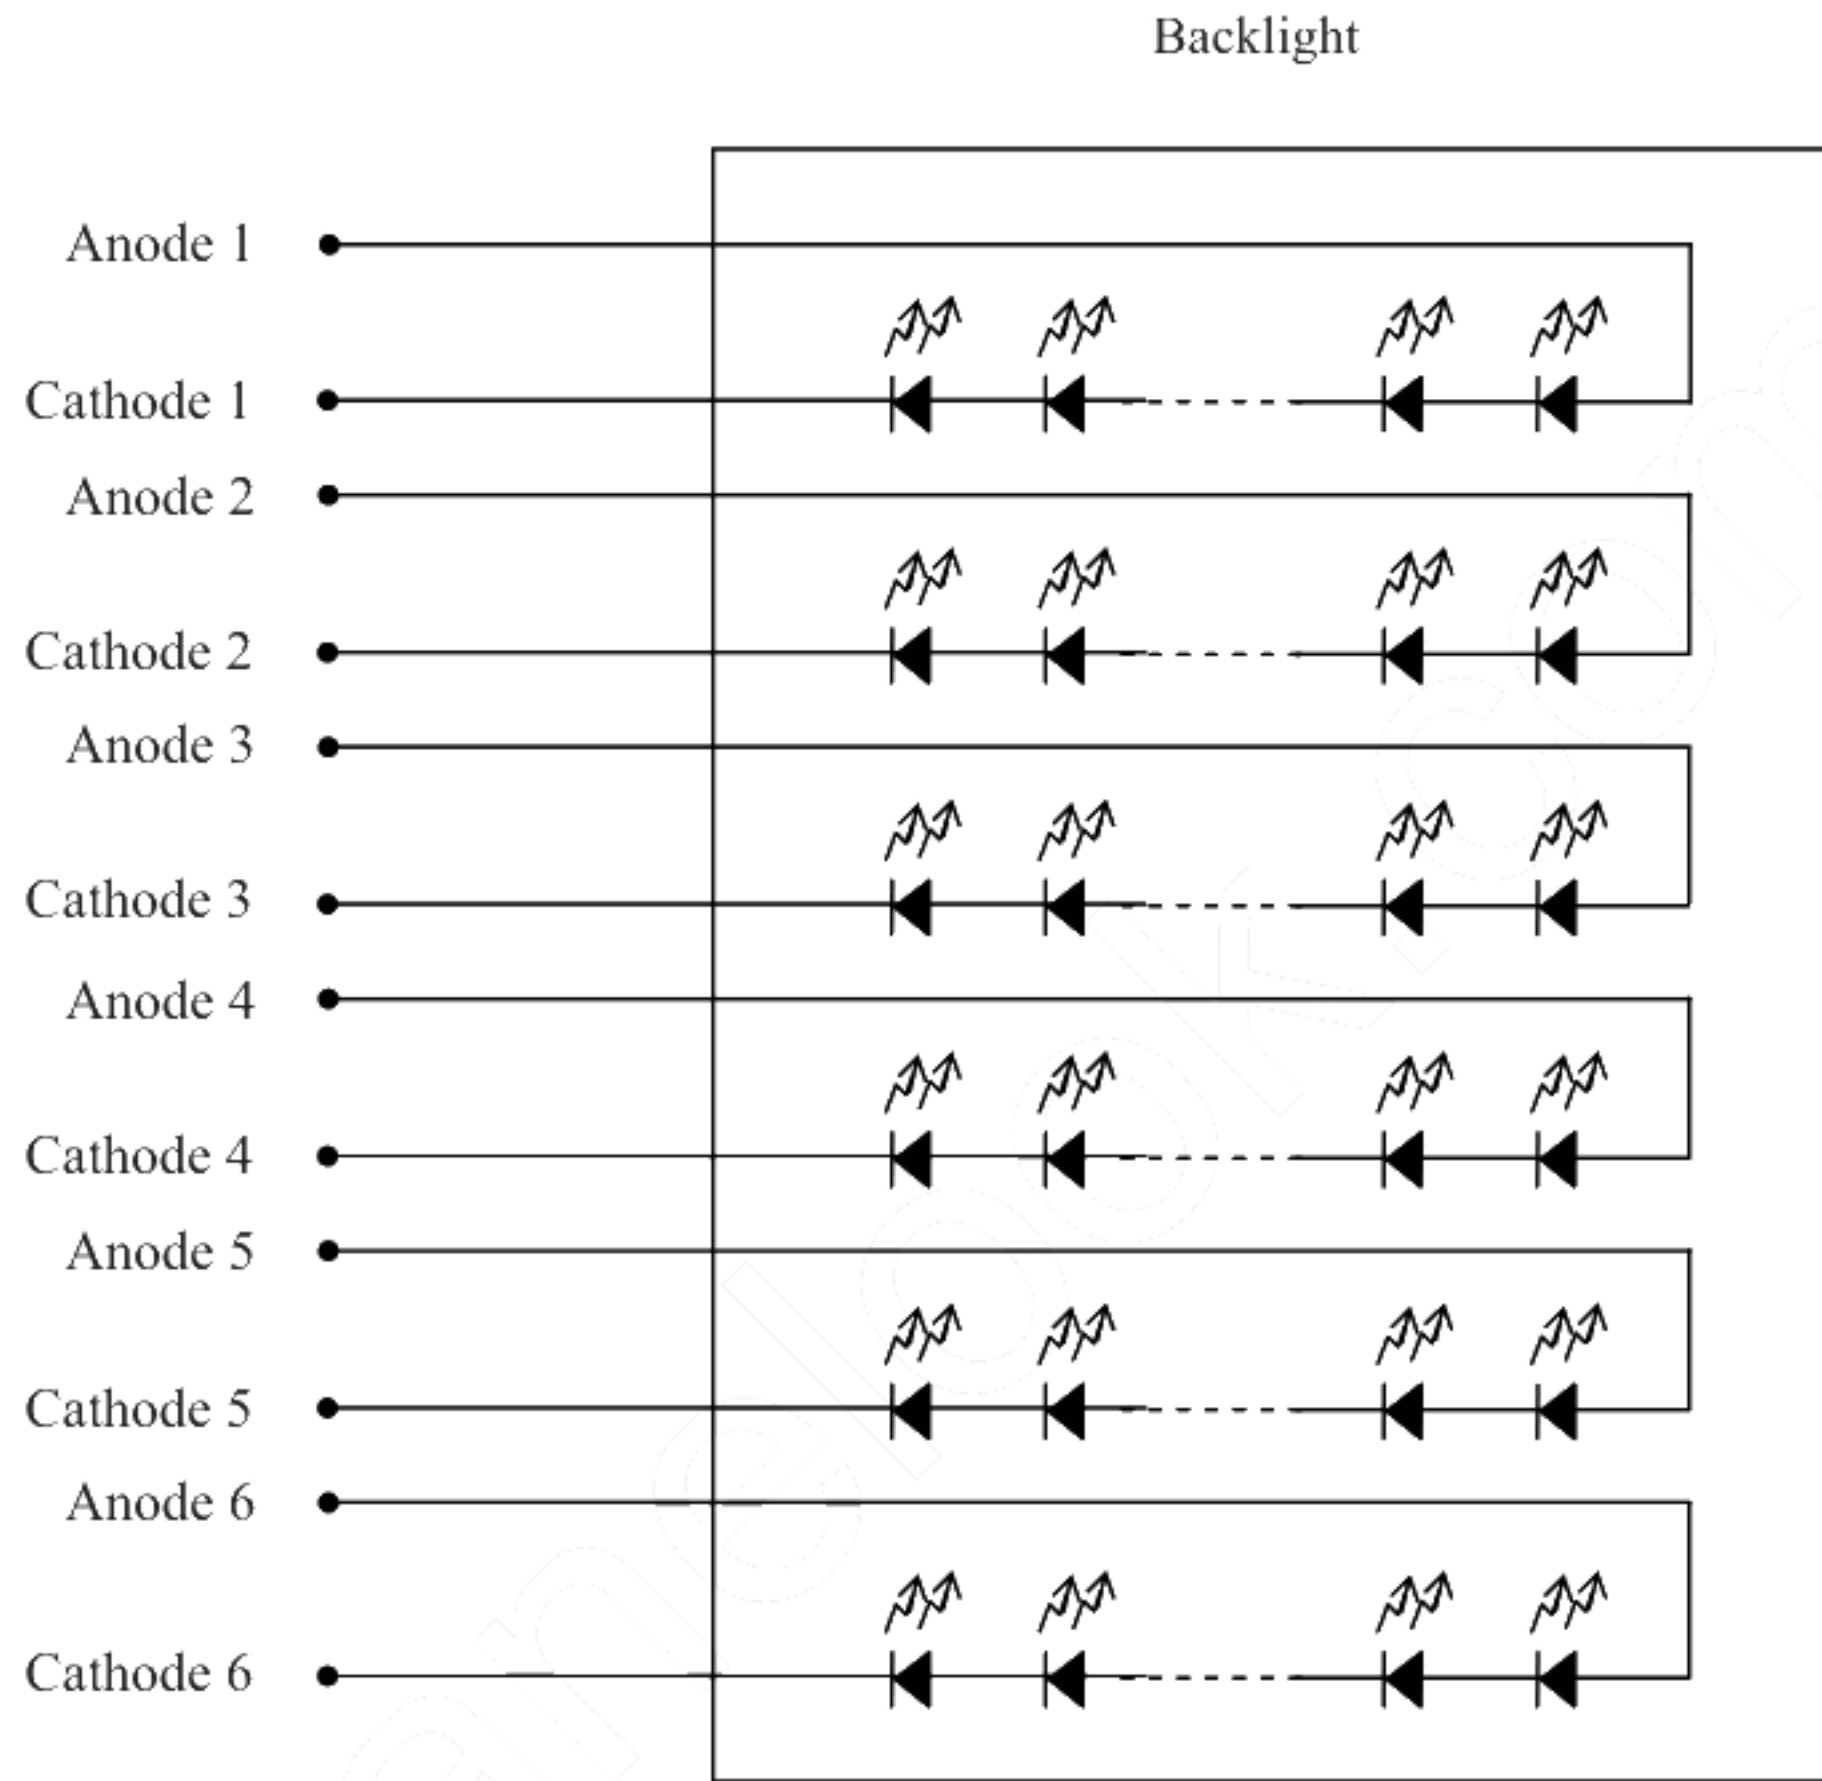 Backlight
Anode 1
Cathode 1
Anode 2
Cathode 2
Anode 3
Cathode 3
Anode 4
Cathode 4
Anode 5
Cathode 5
Anode 6
Cathode 6